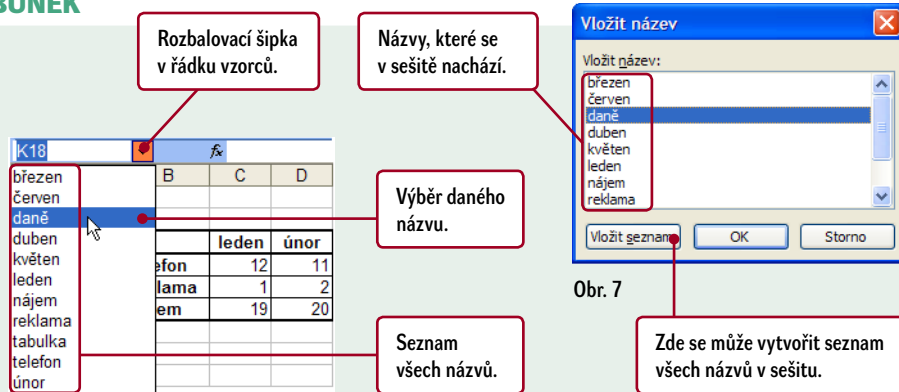 BUNĚK
Rozbalovací šipka
v řádku vzorců.
Názvy, které se
v sešitě nachází.
Vložit název
Vložit název:
březen
červen
daně
duben
květen
leden
nájem
reklama
Vložit seznam
OK
Storno
Obr. 7
K18
fx
B C D
březen
červen
daně
duben
květen
leden
nájem
reklama
tabulka
telefon
únor
leden únor
efon 12 11
lama 1 2
em 19 20
Výběr daného
názvu.
Seznam
všech názvů.
Zde se může vytvořit seznam
všech názvů v sešitu.